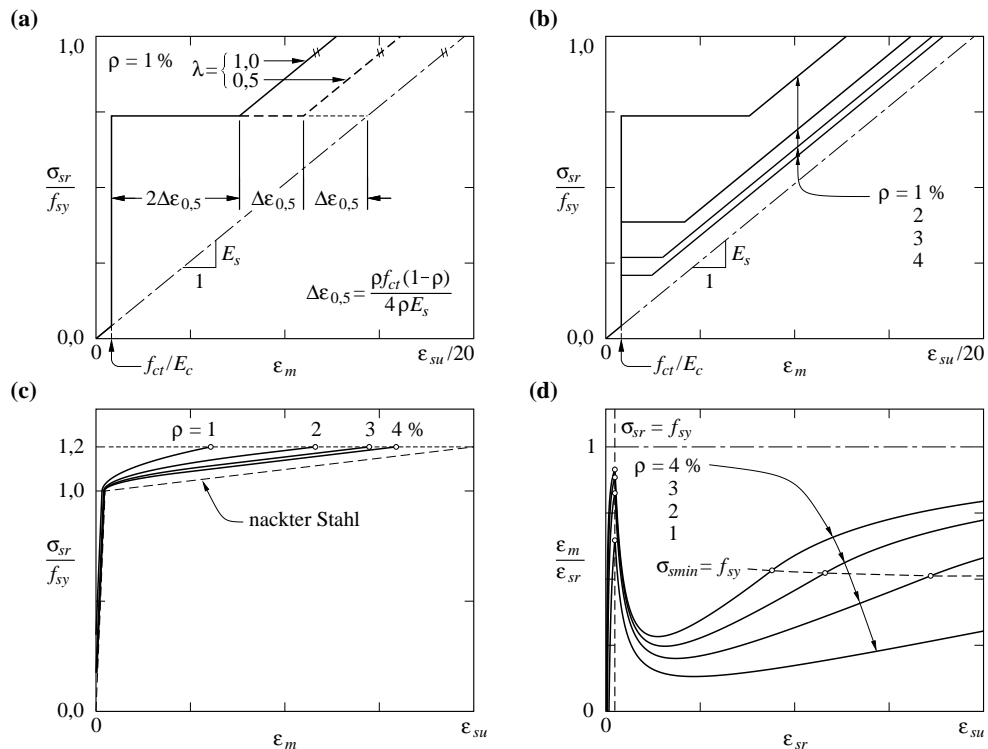 (a)
1,0
ρ = 1 %
λ = { 1,0
0,5
σsr / fsy
2Δε0,5
Δε0,5
Δε0,5
Es
1
Δε0,5 = ρfct(1−ρ) / 4ρEs
0,0
0
fct/Ec
εm
εsu/20
(b)
1,0
σsr / fsy
ρ = 1 %
2
3
4
Es
1
0,0
0
fct/Ec
εm
εsu/20
(c)
ρ = 1 2 3 4 %
1,2
1,0
nackter Stahl
σsr / fsy
0,0
0
εm
εsu
(d)
σsr = fsy
1
ρ = 4 %
3
2
1
εm / εsr
σsmin = fsy
0
0
εsr
εsu